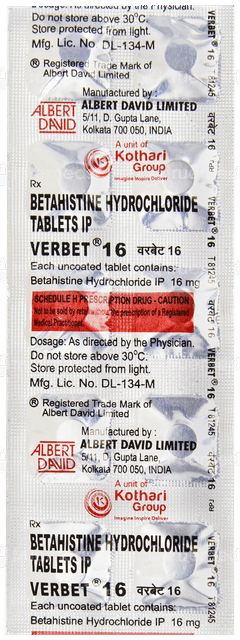 Dosage: As directed by the Physician.
Do not store above 30°C.
Store protected from light.
Mfg. Lic. No. DL-134-M
® Registered Trade Mark of
Albert David Limited
Manufactured by :
ALBERT DAVID
ALBERT DAVID LIMITED
5/11, D. Gupta Lane,
Kolkata 700 050, INDIA
A unit of
Kothari
Group
Imagine Inspire Deliver
Rx
BETAHISTINE HYDROCHLORIDE
TABLETS IP
VERBET® 16 वरबेट 16
Each uncoated tablet contains:
Betahistine Hydrochloride IP 16 mg
SCHEDULE H PRESCRIPTION DRUG - CAUTION
Not to be sold by retail without the prescription of a Registered
Medical Practitioner.
Dosage: As directed by the Physician.
Do not store above 30°C.
Store protected from light.
Mfg. Lic. No. DL-134-M
® Registered Trade Mark of
Albert David Limited
Manufactured by :
ALBERT DAVID
ALBERT DAVID LIMITED
5/11, D. Gupta Lane,
Kolkata 700 050, INDIA
A unit of
Kothari
Group
Imagine Inspire Deliver
Rx
BETAHISTINE HYDROCHLORIDE
TABLETS IP
VERBET® 16 वरबेट 16
Each uncoated tablet contains:
Betahistine Hydrochloride IP 16 mg
VERBET® 16 वरबेट 16
T 81245
VERBET® 16 वरबेट 16
T 81245
VERBET® 16 वरबेट 16
T 81245